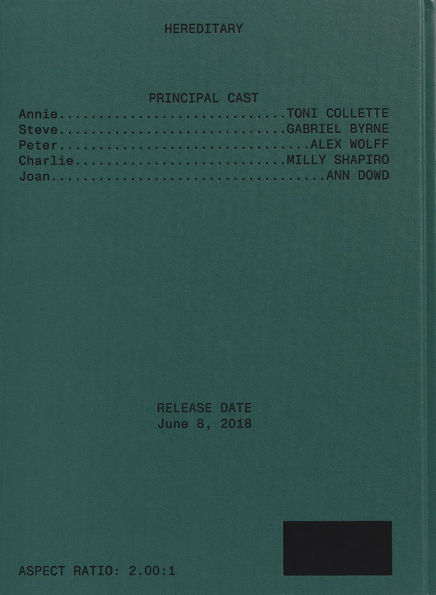 HEREDITARY
PRINCIPAL CAST
Annie.............................TONI COLLETTE
Steve.............................GABRIEL BYRNE
Peter................................ALEX WOLFF
Charlie...........................MILLY SHAPIRO
Joan...................................ANN DOWD
RELEASE DATE
June 8, 2018
ASPECT RATIO: 2.00:1